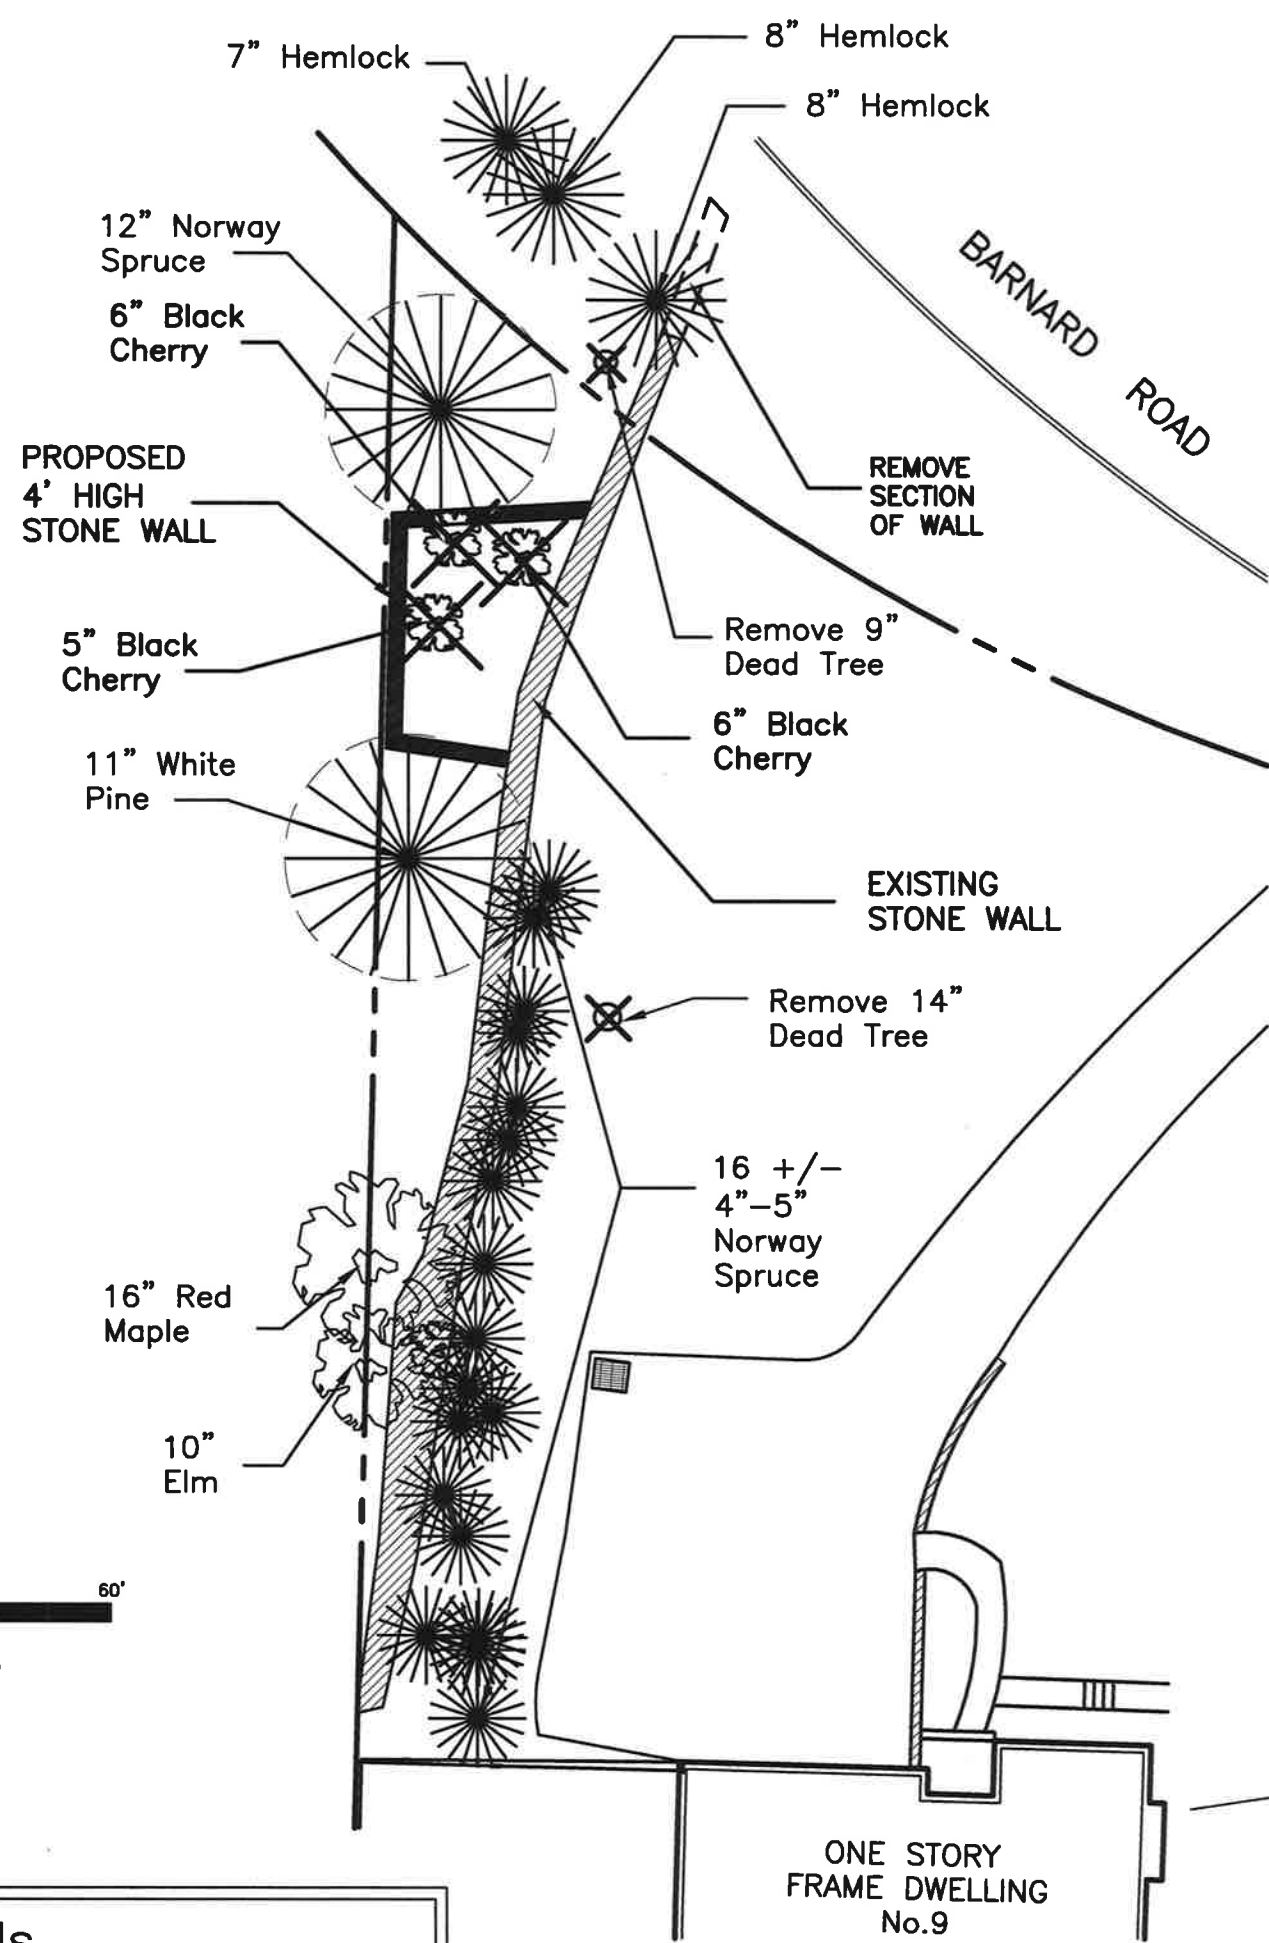 7” Hemlock
8” Hemlock
8” Hemlock
12” Norway
Spruce
6” Black
Cherry
BARNARD ROAD
PROPOSED
4’ HIGH
STONE WALL
REMOVE
SECTION
OF WALL
5” Black
Cherry
Remove 9”
Dead Tree
6” Black
Cherry
11” White
Pine
EXISTING
STONE WALL
Remove 14”
Dead Tree
16 +/-
4”-5”
Norway
Spruce
16” Red
Maple
10”
Elm
60’
ONE STORY
FRAME DWELLING
No.9